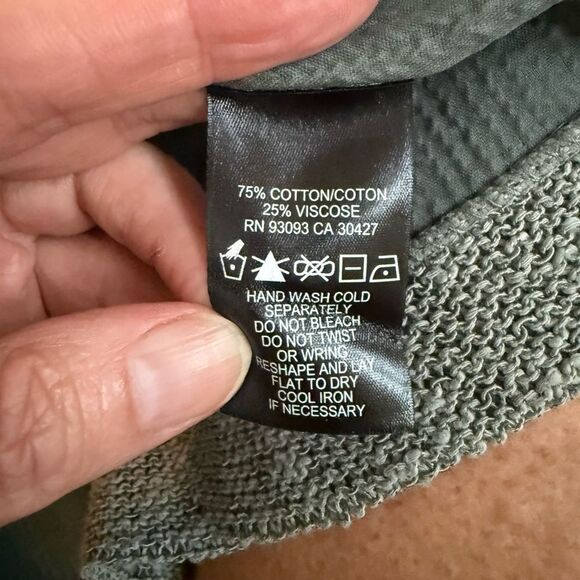 75% COTTON/COTON
25% VISCOSE
RN 93093 CA 30427
HAND WASH COLD
SEPARATELY
DO NOT BLEACH
DO NOT TWIST
OR WRING
RESHAPE AND LAY
FLAT TO DRY
COOL IRON
IF NECESSARY